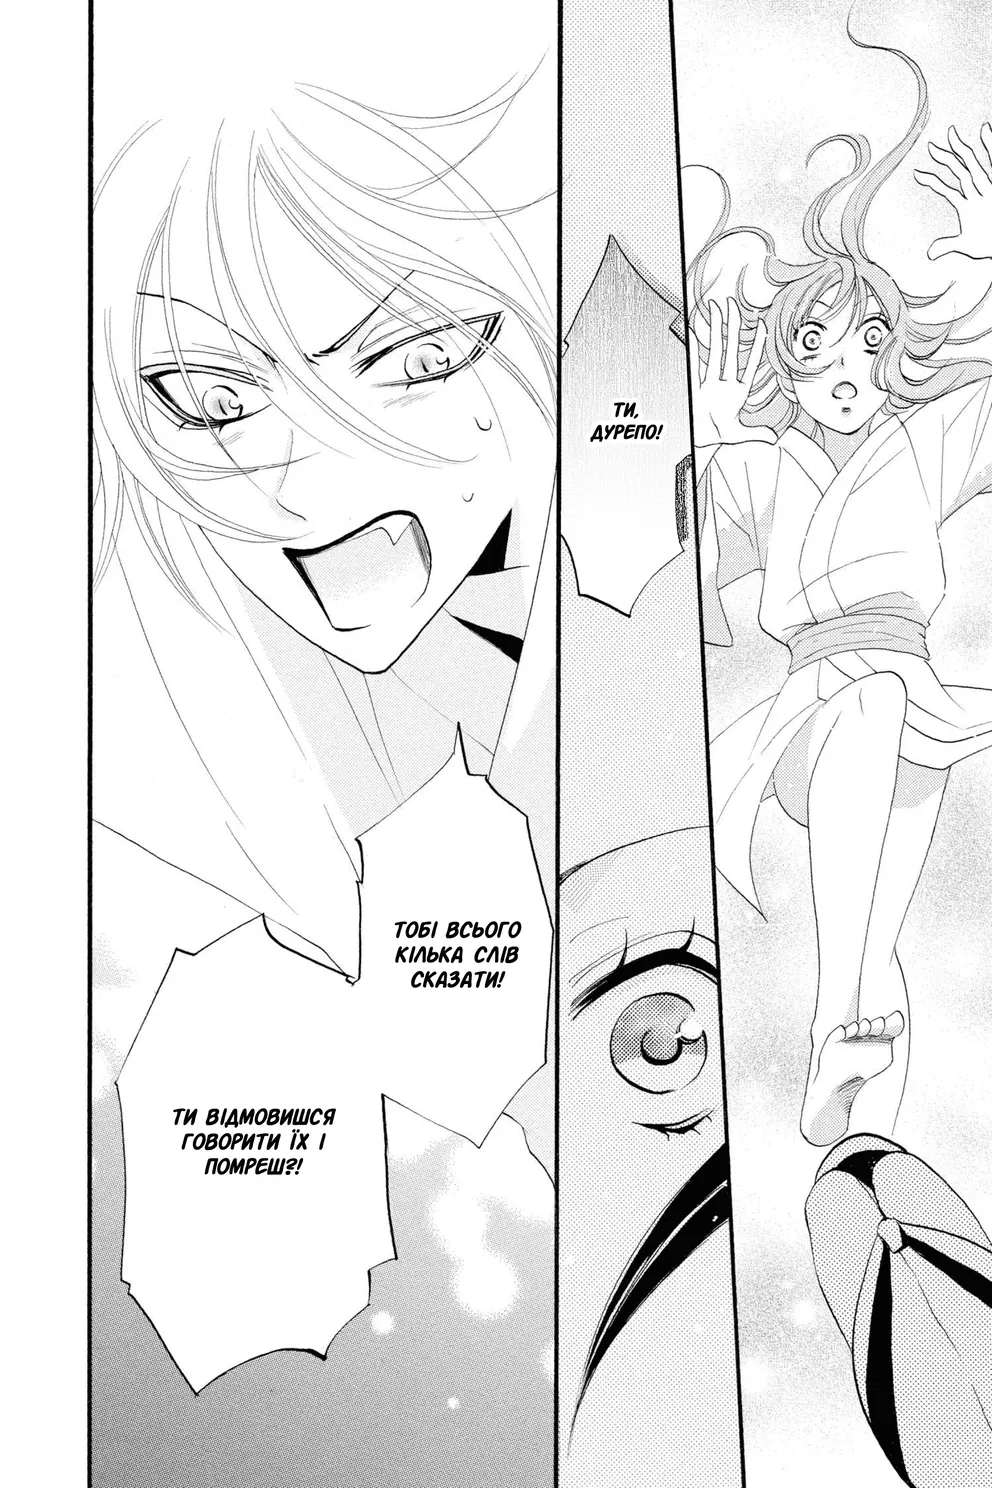 ТИ,
ДУРЕПО!
ТОБІ ВСЬОГО
КІЛЬКА СЛІВ
СКАЗАТИ!
ТИ ВІДМОВИШСЯ
ГОВОРИТИ ЇХ І
ПОМРЕШ?!